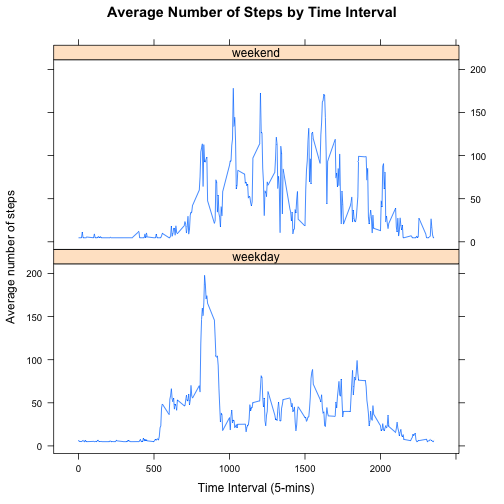 Average Number of Steps by Time Interval
weekend
200
150
100
50
0
weekday
200
150
100
50
0
Average number of steps
0 500 1000 1500 2000
Time Interval (5-mins)